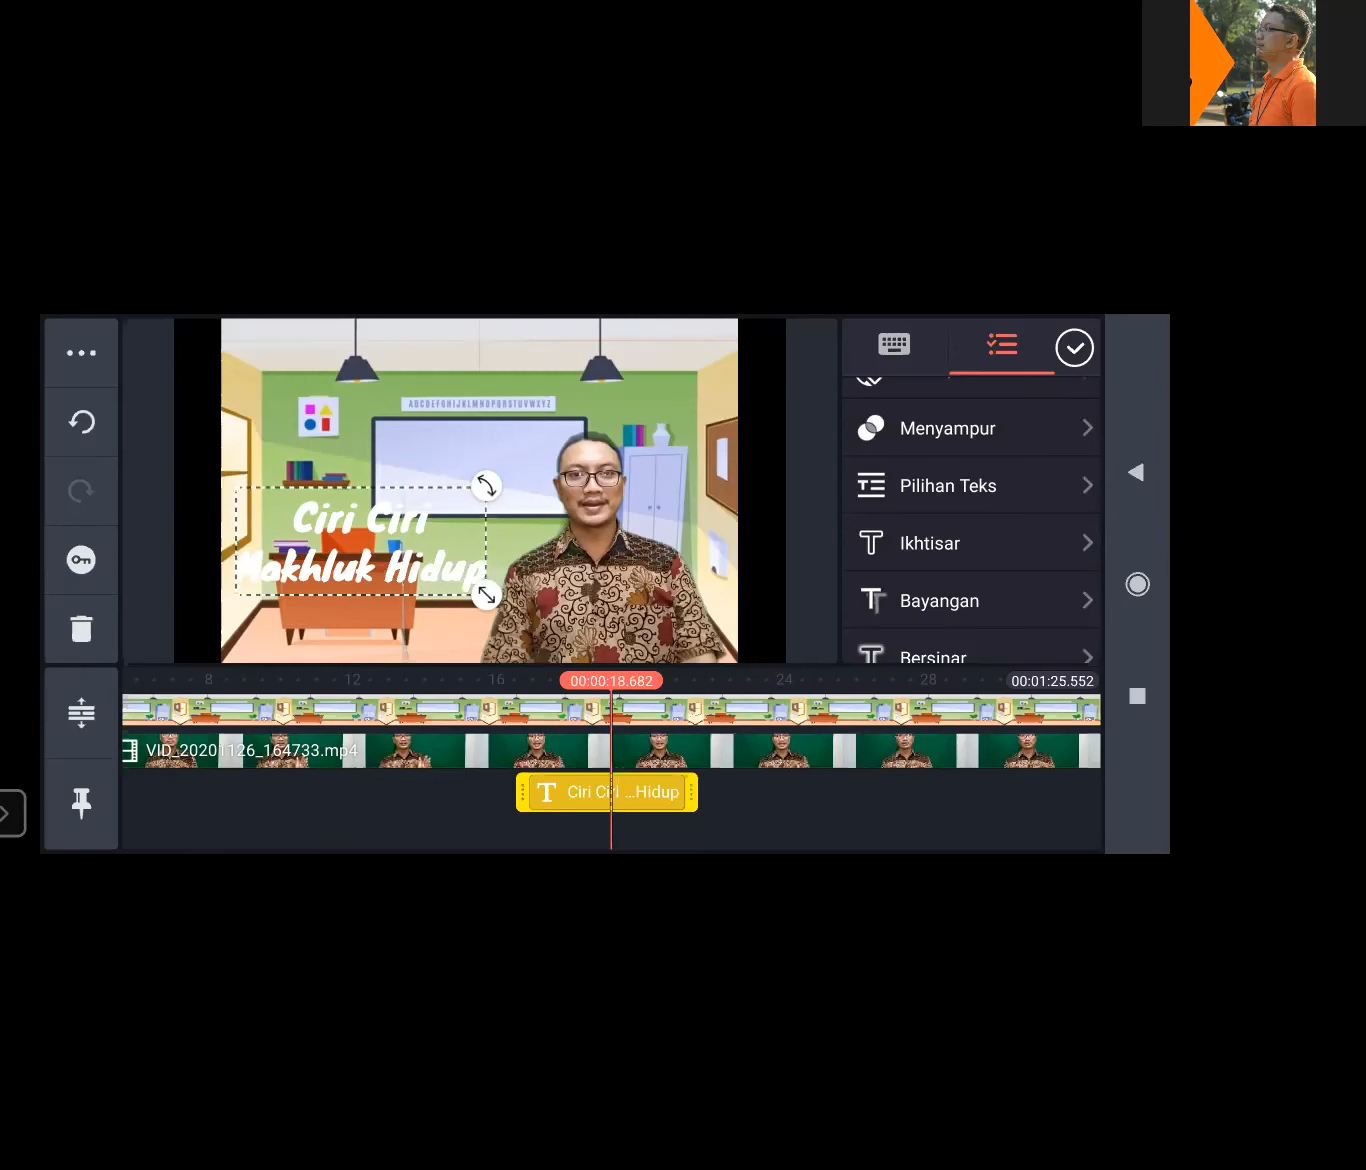 ABCDEFGHIJKLMNOPQRSTUVWXYZ
Ciri Ciri
Makhluk Hidup
Menyampur
Pilihan Teks
Ikhtisar
Bayangan
Bersinar
8
12
16
00:00:18.682
24
28
00:01:25.552
VID_20201126_164733.mp4
T Ciri Ciri ...Hidup